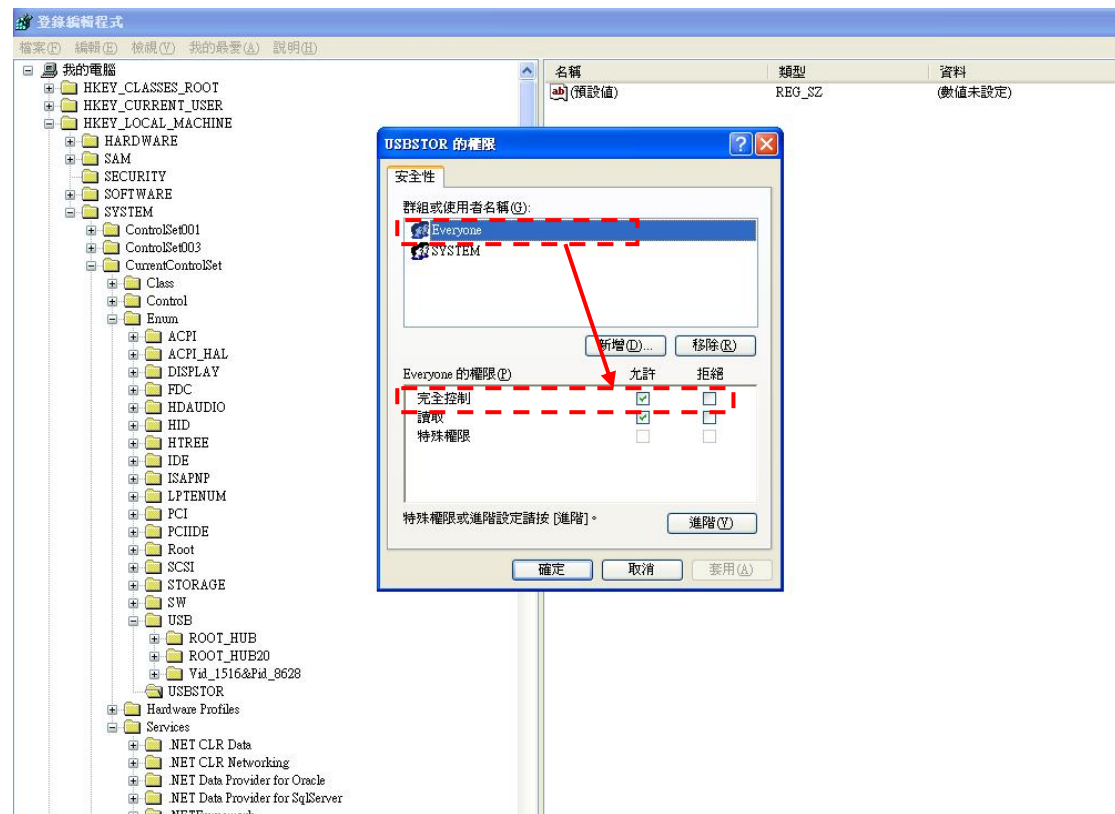 登錄編輯程式
檔案(F) 編輯(E) 檢視(V) 我的最愛(A) 說明(H)
我的電腦
HKEY_CLASSES_ROOT
HKEY_CURRENT_USER
HKEY_LOCAL_MACHINE
HARDWARE
SAM
SECURITY
SOFTWARE
SYSTEM
ControlSet001
ControlSet003
CurrentControlSet
Class
Control
Enum
ACPI
ACPI_HAL
DISPLAY
FDC
HDAUDIO
HID
HTREE
IDE
ISAPNP
LPTENUM
PCI
PCIIDE
Root
SCSI
STORAGE
SW
USB
ROOT_HUB
ROOT_HUB20
Vid_1516&Pid_8628
USBSTOR
Hardware Profiles
Services
.NET CLR Data
.NET CLR Networking
.NET Data Provider for Oracle
.NET Data Provider for SqlServer
.NETFramework
名稱 類型 資料
ab (預設值) REG_SZ (數值未設定)
USBSTOR 的權限
安全性
群組或使用者名稱(G):
Everyone
SYSTEM
新增(D)... 移除(R)
Everyone 的權限(P) 允許 拒絕
完全控制
讀取
特殊權限
特殊權限或進階設定請按 [進階]。
進階(V)
確定 取消 套用(A)